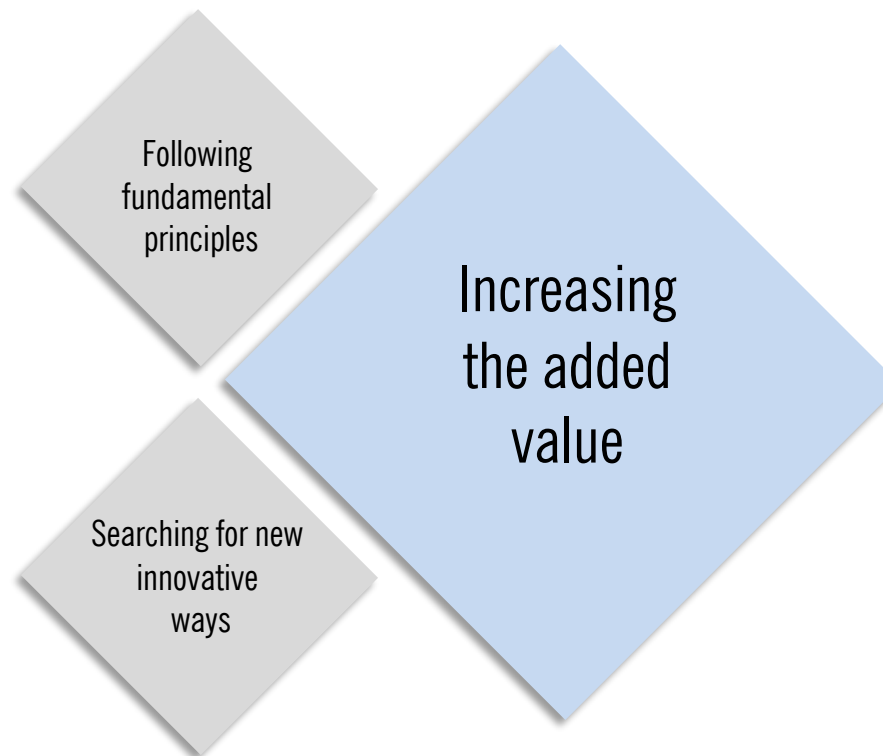 Following
fundamental
principles
Increasing
the added
value
Searching for new
innovative
ways